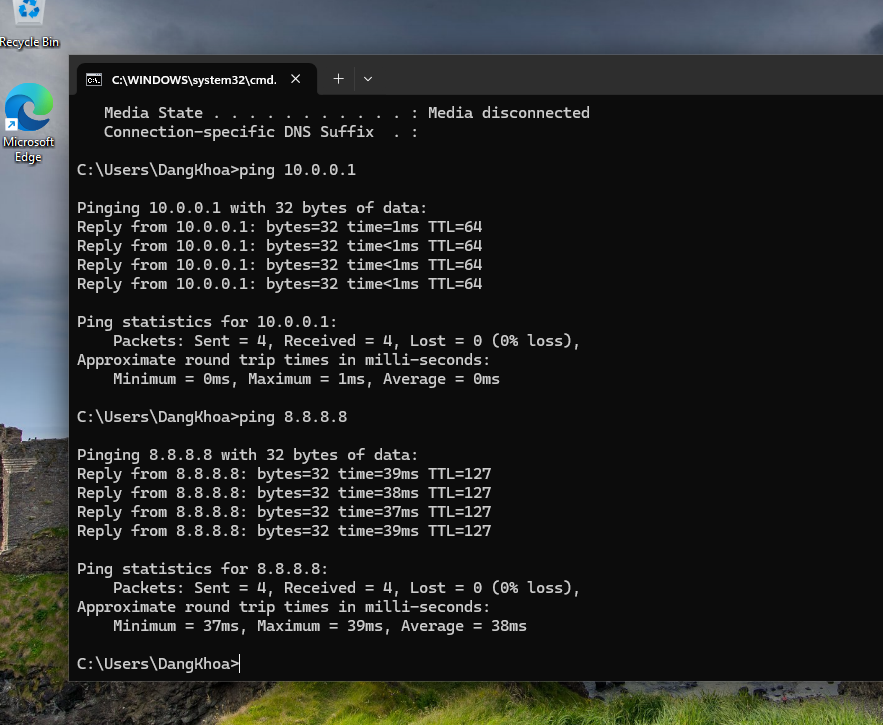 Recycle Bin
Microsoft
Edge
C:\WINDOWS\system32\cmd.
   Media State . . . . . . . . . . . : Media disconnected
   Connection-specific DNS Suffix  . :

C:\Users\DangKhoa>ping 10.0.0.1

Pinging 10.0.0.1 with 32 bytes of data:
Reply from 10.0.0.1: bytes=32 time=1ms TTL=64
Reply from 10.0.0.1: bytes=32 time<1ms TTL=64
Reply from 10.0.0.1: bytes=32 time<1ms TTL=64
Reply from 10.0.0.1: bytes=32 time<1ms TTL=64

Ping statistics for 10.0.0.1:
    Packets: Sent = 4, Received = 4, Lost = 0 (0% loss),
Approximate round trip times in milli-seconds:
    Minimum = 0ms, Maximum = 1ms, Average = 0ms

C:\Users\DangKhoa>ping 8.8.8.8

Pinging 8.8.8.8 with 32 bytes of data:
Reply from 8.8.8.8: bytes=32 time=39ms TTL=127
Reply from 8.8.8.8: bytes=32 time=38ms TTL=127
Reply from 8.8.8.8: bytes=32 time=37ms TTL=127
Reply from 8.8.8.8: bytes=32 time=39ms TTL=127

Ping statistics for 8.8.8.8:
    Packets: Sent = 4, Received = 4, Lost = 0 (0% loss),
Approximate round trip times in milli-seconds:
    Minimum = 37ms, Maximum = 39ms, Average = 38ms

C:\Users\DangKhoa>